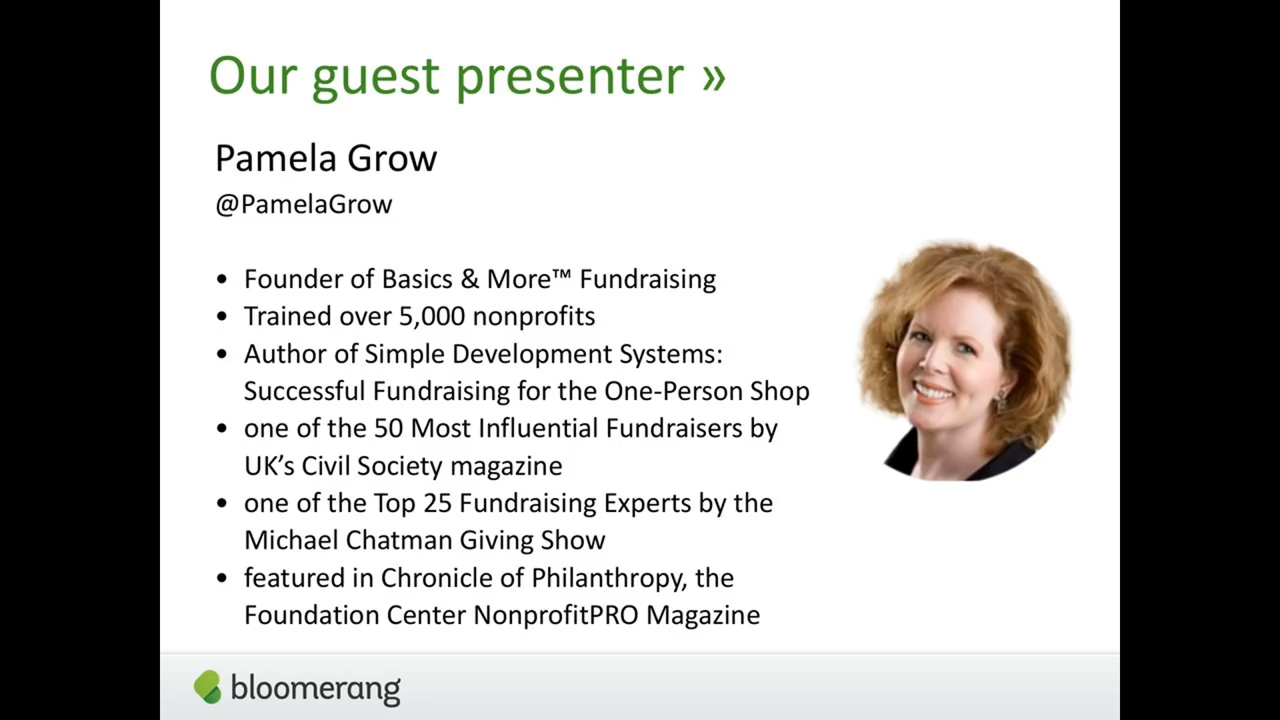 Our guest presenter »
Pamela Grow
@PamelaGrow
• Founder of Basics & More™ Fundraising
• Trained over 5,000 nonprofits
• Author of Simple Development Systems:
Successful Fundraising for the One-Person Shop
• one of the 50 Most Influential Fundraisers by
UK’s Civil Society magazine
• one of the Top 25 Fundraising Experts by the
Michael Chatman Giving Show
• featured in Chronicle of Philanthropy, the
Foundation Center NonprofitPRO Magazine
bloomerang